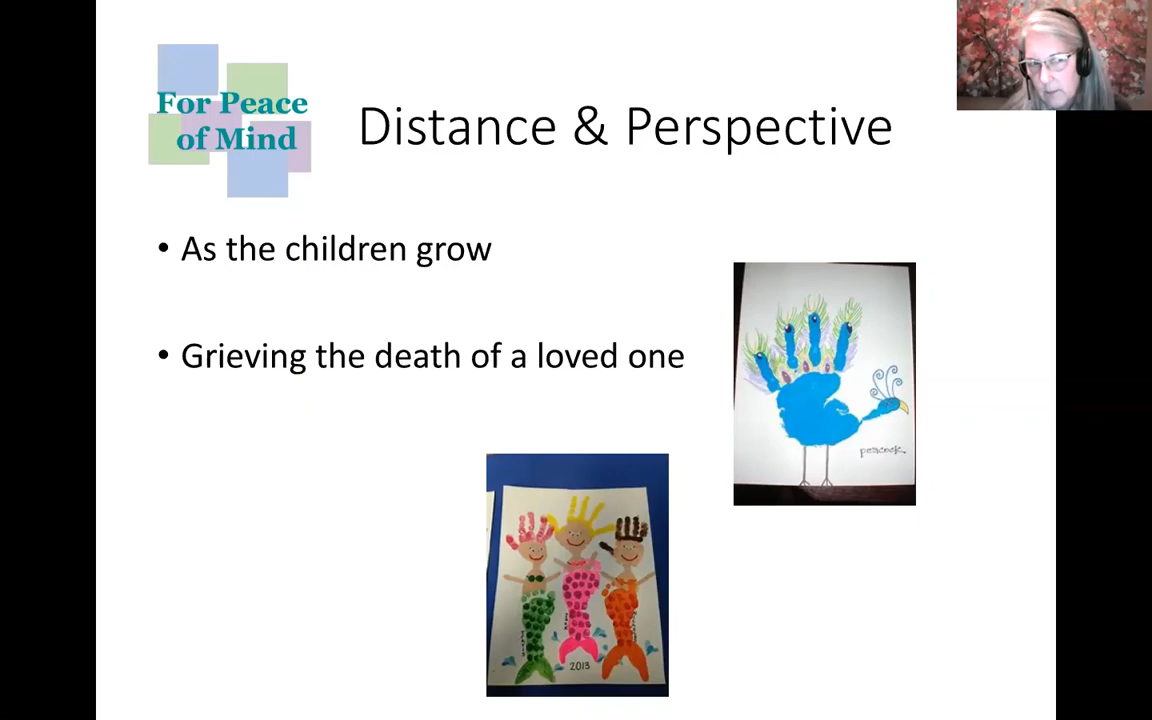 For Peace
of Mind
Distance & Perspective
• As the children grow
• Grieving the death of a loved one
peacock
2013